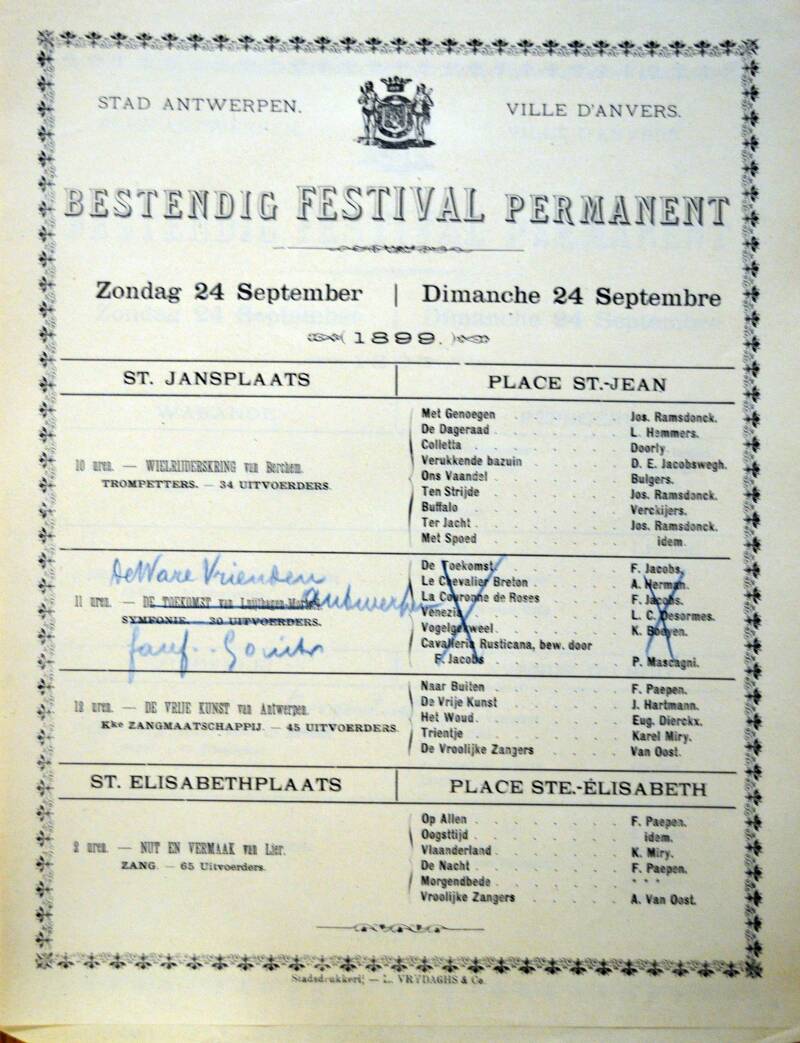 STAD ANTWERPEN. VILLE D'ANVERS.
BESTENDIG FESTIVAL PERMANENT
Zondag 24 September | Dimanche 24 Septembre
1899.
ST. JANSPLAATS PLACE ST.-JEAN
10 uren. — WIELRIJDERSKRING van Berchem.
TROMPETTERS. — 34 UITVOERDERS.
Met Genoegen Jos. Ramsdonck.
De Dageraad L. Hemmers.
Colletta Doorly.
Verukkende bazuin D. E. Jacobswegh.
Ons Vaandel Bulgers.
Ten Strijde Jos. Ramsdonck.
Buffalo Verckijers.
Ter Jacht Jos. Ramsdonck.
Met Spoed idem.
De Ware Vrienden
Antwerpen
11 uren. — DE TOEKOMST van
SYMFONIE. — 30 UITVOERDERS.
De Toekomst F. Jacobs.
Le Chevalier Breton A. Herman.
La Couronne de Roses F. Jacobs.
Venezia L. C. Desormes.
Vogelgekweel K.
Cavalleria Rusticana, bew. door
F. Jacobs P. Mascagni.
12 uren. — DE VRIJE KUNST van Antwerpen.
Kke ZANGMAATSCHAPPIJ. — 45 UITVOERDERS.
Naar Buiten F. Paepen.
De Vrije Kunst J. Hartmann.
Het Woud Eug. Dierckx.
Trientje Karel Miry.
De Vroolijke Zangers Van Oost.
ST. ELISABETHPLAATS PLACE STE.-ÉLISABETH
2 uren. — NUT EN VERMAAK van Lier.
ZANG. — 65 Uitvoerders.
Op Allen F. Paepen.
Oogsttijd idem.
Vlaanderland K. Miry.
De Nacht F. Paepen.
Morgendbede " " "
Vroolijke Zangers A. Van Oost.
Stadsdrukkerij — L. VRYDAGHS & Co.